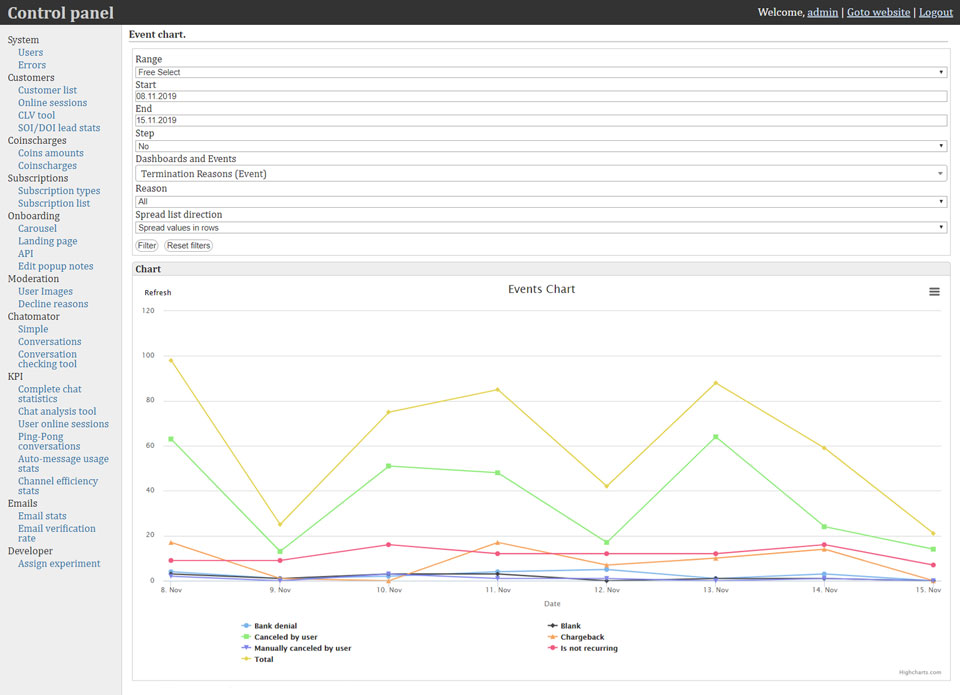 Control panel
Welcome, admin | Goto website | Logout
System
Users
Errors
Customers
Customer list
Online sessions
CLV tool
SOI/DOI lead stats
Coinscharges
Coins amounts
Coinscharges
Subscriptions
Subscription types
Subscription list
Onboarding
Carousel
Landing page
API
Edit popup notes
Moderation
User Images
Decline reasons
Chatomator
Simple
Conversations
Conversation
checking tool
KPI
Complete chat
statistics
Chat analysis tool
User online sessions
Ping-Pong
conversations
Auto-message usage
stats
Channel efficiency
stats
Emails
Email stats
Email verification
rate
Developer
Assign experiment
Event chart.
Range
Free Select
Start
08.11.2019
End
15.11.2019
Step
No
Dashboards and Events
Termination Reasons (Event)
Reason
All
Spread list direction
Spread values in rows
Filter Reset filters
Chart
Refresh
Events Chart
120
100
80
60
40
20
0
8. Nov 9. Nov 10. Nov 11. Nov 12. Nov 13. Nov 14. Nov 15. Nov
Date
Bank denial Blank
Canceled by user Chargeback
Manually canceled by user Is not recurring
Total
Highcharts.com